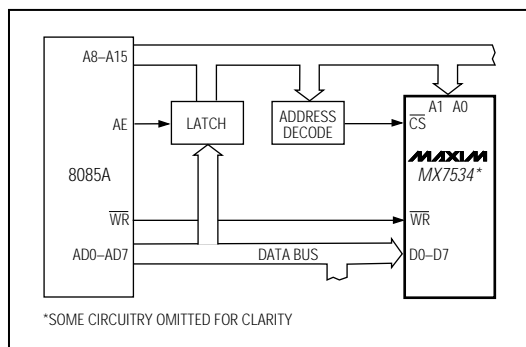 A8–A15
A1 A0
AE
LATCH
ADDRESS
DECODE
CS
MAXIM
MX7534*
8085A
WR
WR
AD0–AD7
DATA BUS
D0–D7
*SOME CIRCUITRY OMITTED FOR CLARITY